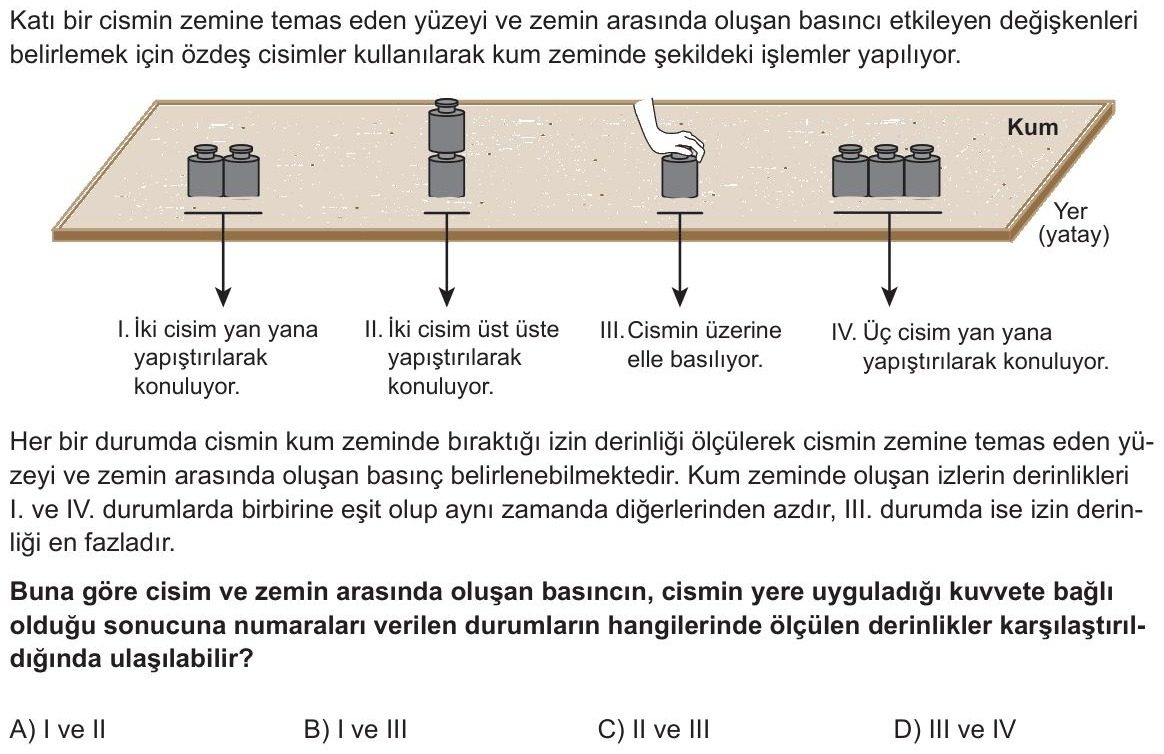 Katı bir cismin zemine temas eden yüzeyi ve zemin arasında oluşan basıncı etkileyen değişkenleri
belirlemek için özdeş cisimler kullanılarak kum zeminde şekildeki işlemler yapılıyor.
Kum
Yer
(yatay)
I. İki cisim yan yana
yapıştırılarak
konuluyor.
II. İki cisim üst üste
yapıştırılarak
konuluyor.
III. Cismin üzerine
elle basılıyor.
IV. Üç cisim yan yana
yapıştırılarak konuluyor.
Her bir durumda cismin kum zeminde bıraktığı izin derinliği ölçülerek cismin zemine temas eden yü-
zeyi ve zemin arasında oluşan basınç belirlenebilmektedir. Kum zeminde oluşan izlerin derinlikleri
I. ve IV. durumlarda birbirine eşit olup aynı zamanda diğerlerinden azdır, III. durumda ise izin derin-
liği en fazladır.
Buna göre cisim ve zemin arasında oluşan basıncın, cismin yere uyguladığı kuvvete bağlı
olduğu sonucuna numaraları verilen durumların hangilerinde ölçülen derinlikler karşılaştırıl-
dığında ulaşılabilir?
A) I ve II B) I ve III C) II ve III D) III ve IV